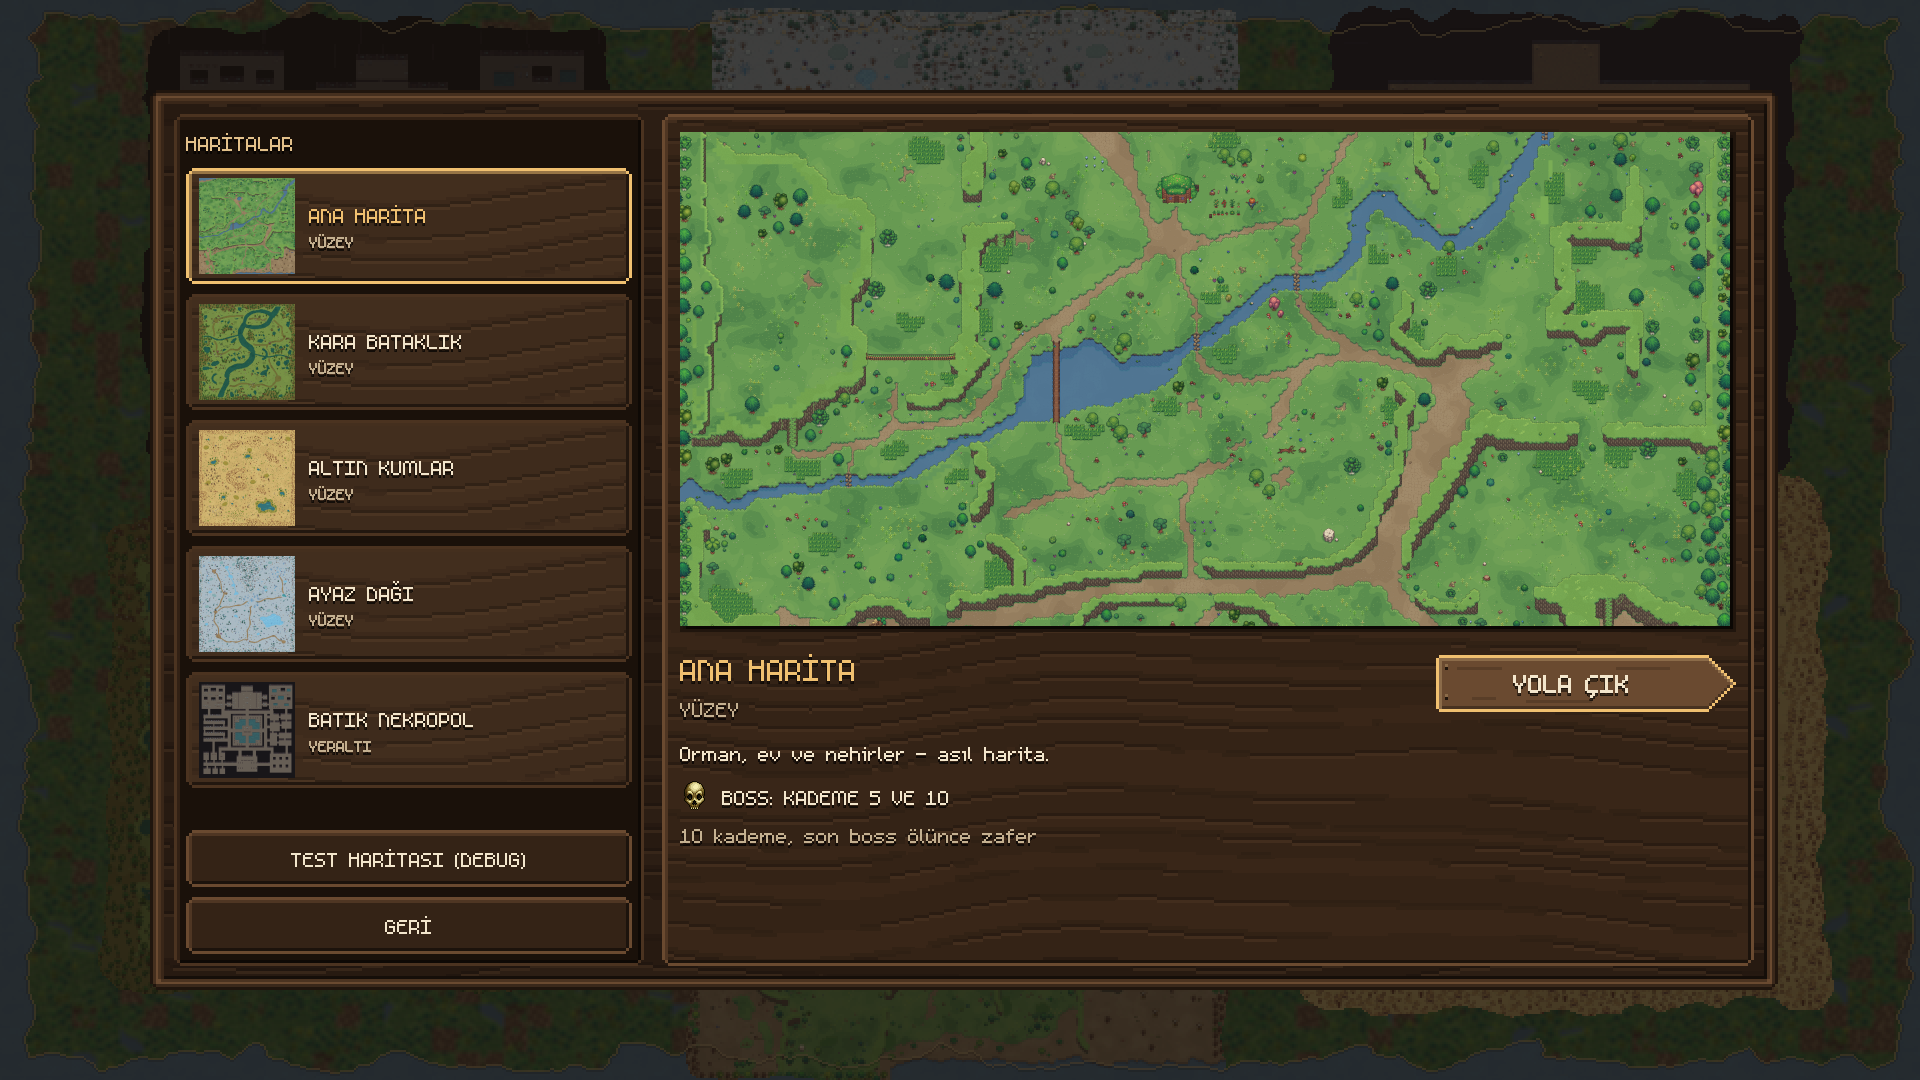 HARİTALAR
ANA HARİTA
YÜZEY
KARA BATAKLIK
YÜZEY
ALTIN KUMLAR
YÜZEY
AYAZ DAĞI
YÜZEY
BATIK NEKROPOL
YERALTI
TEST HARİTASI (DEBUG)
GERİ
ANA HARİTA
YÜZEY
YOLA ÇIK
Orman, ev ve nehirler – asıl harita.
BOSS: KADEME 5 VE 10
10 kademe, son boss ölünce zafer